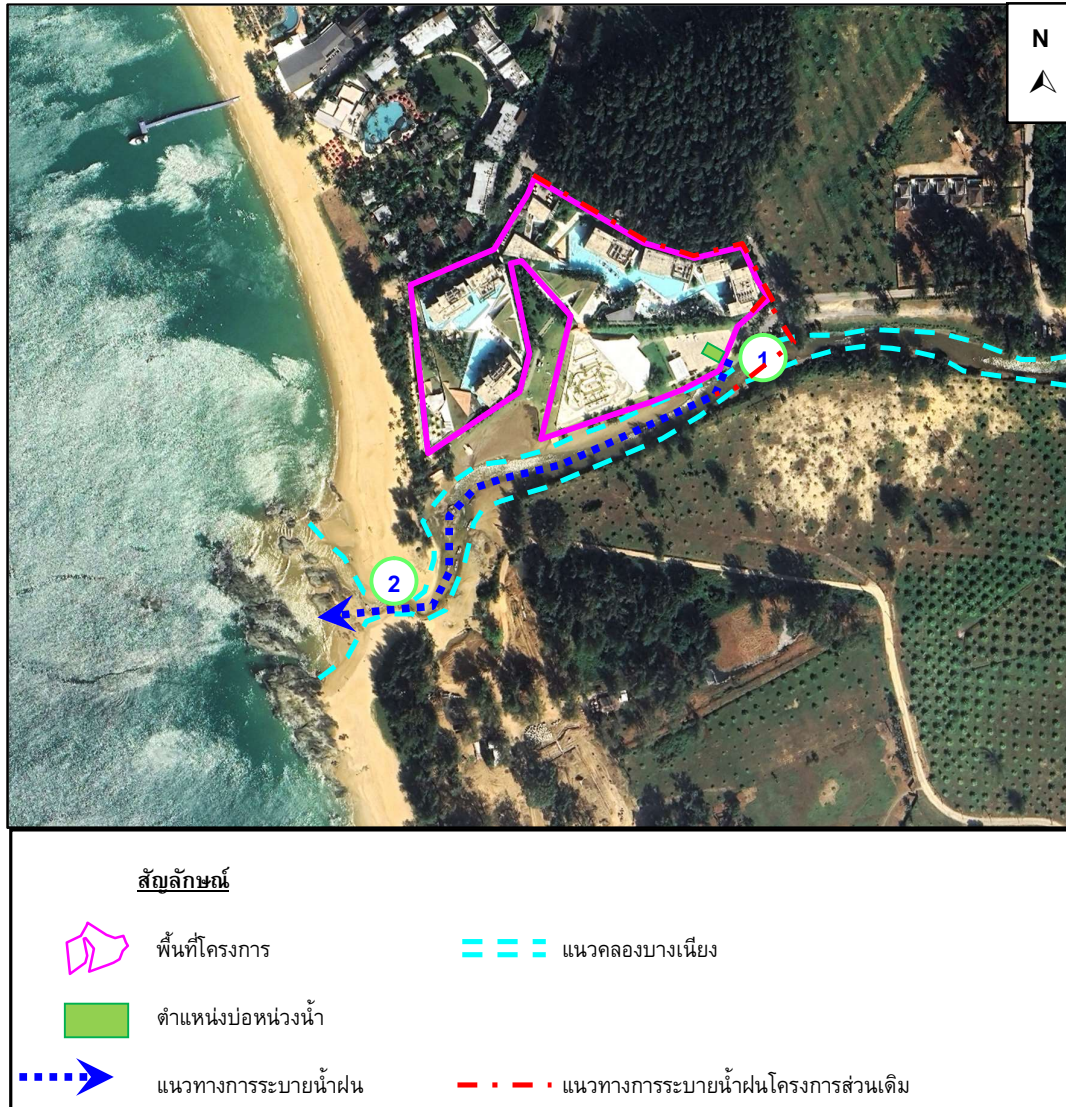 N
1
2
สัญลักษณ์
พื้นที่โครงการ
แนวคลองบางเนียง
ตำแหน่งบ่อหน่วงน้ำ
แนวทางการระบายน้ำฝน
แนวทางการระบายน้ำฝนโครงการส่วนเดิม